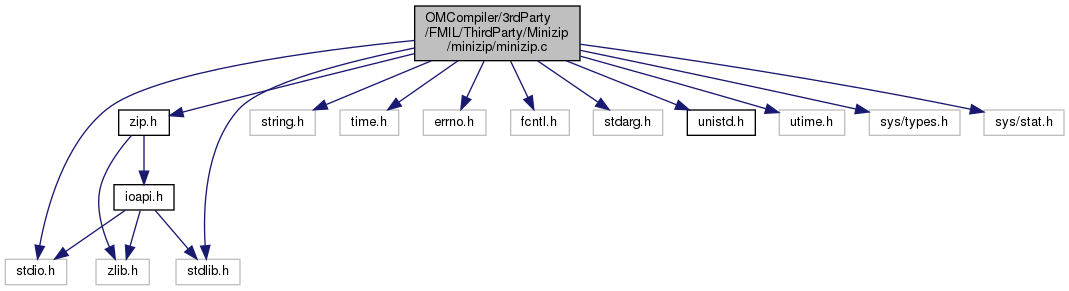 OMCompiler/3rdParty
/FMIL/ThirdParty/Minizip
/minizip/minizip.c
zip.h
string.h
time.h
errno.h
fcntl.h
stdarg.h
unistd.h
utime.h
sys/types.h
sys/stat.h
ioapi.h
stdio.h
zlib.h
stdlib.h